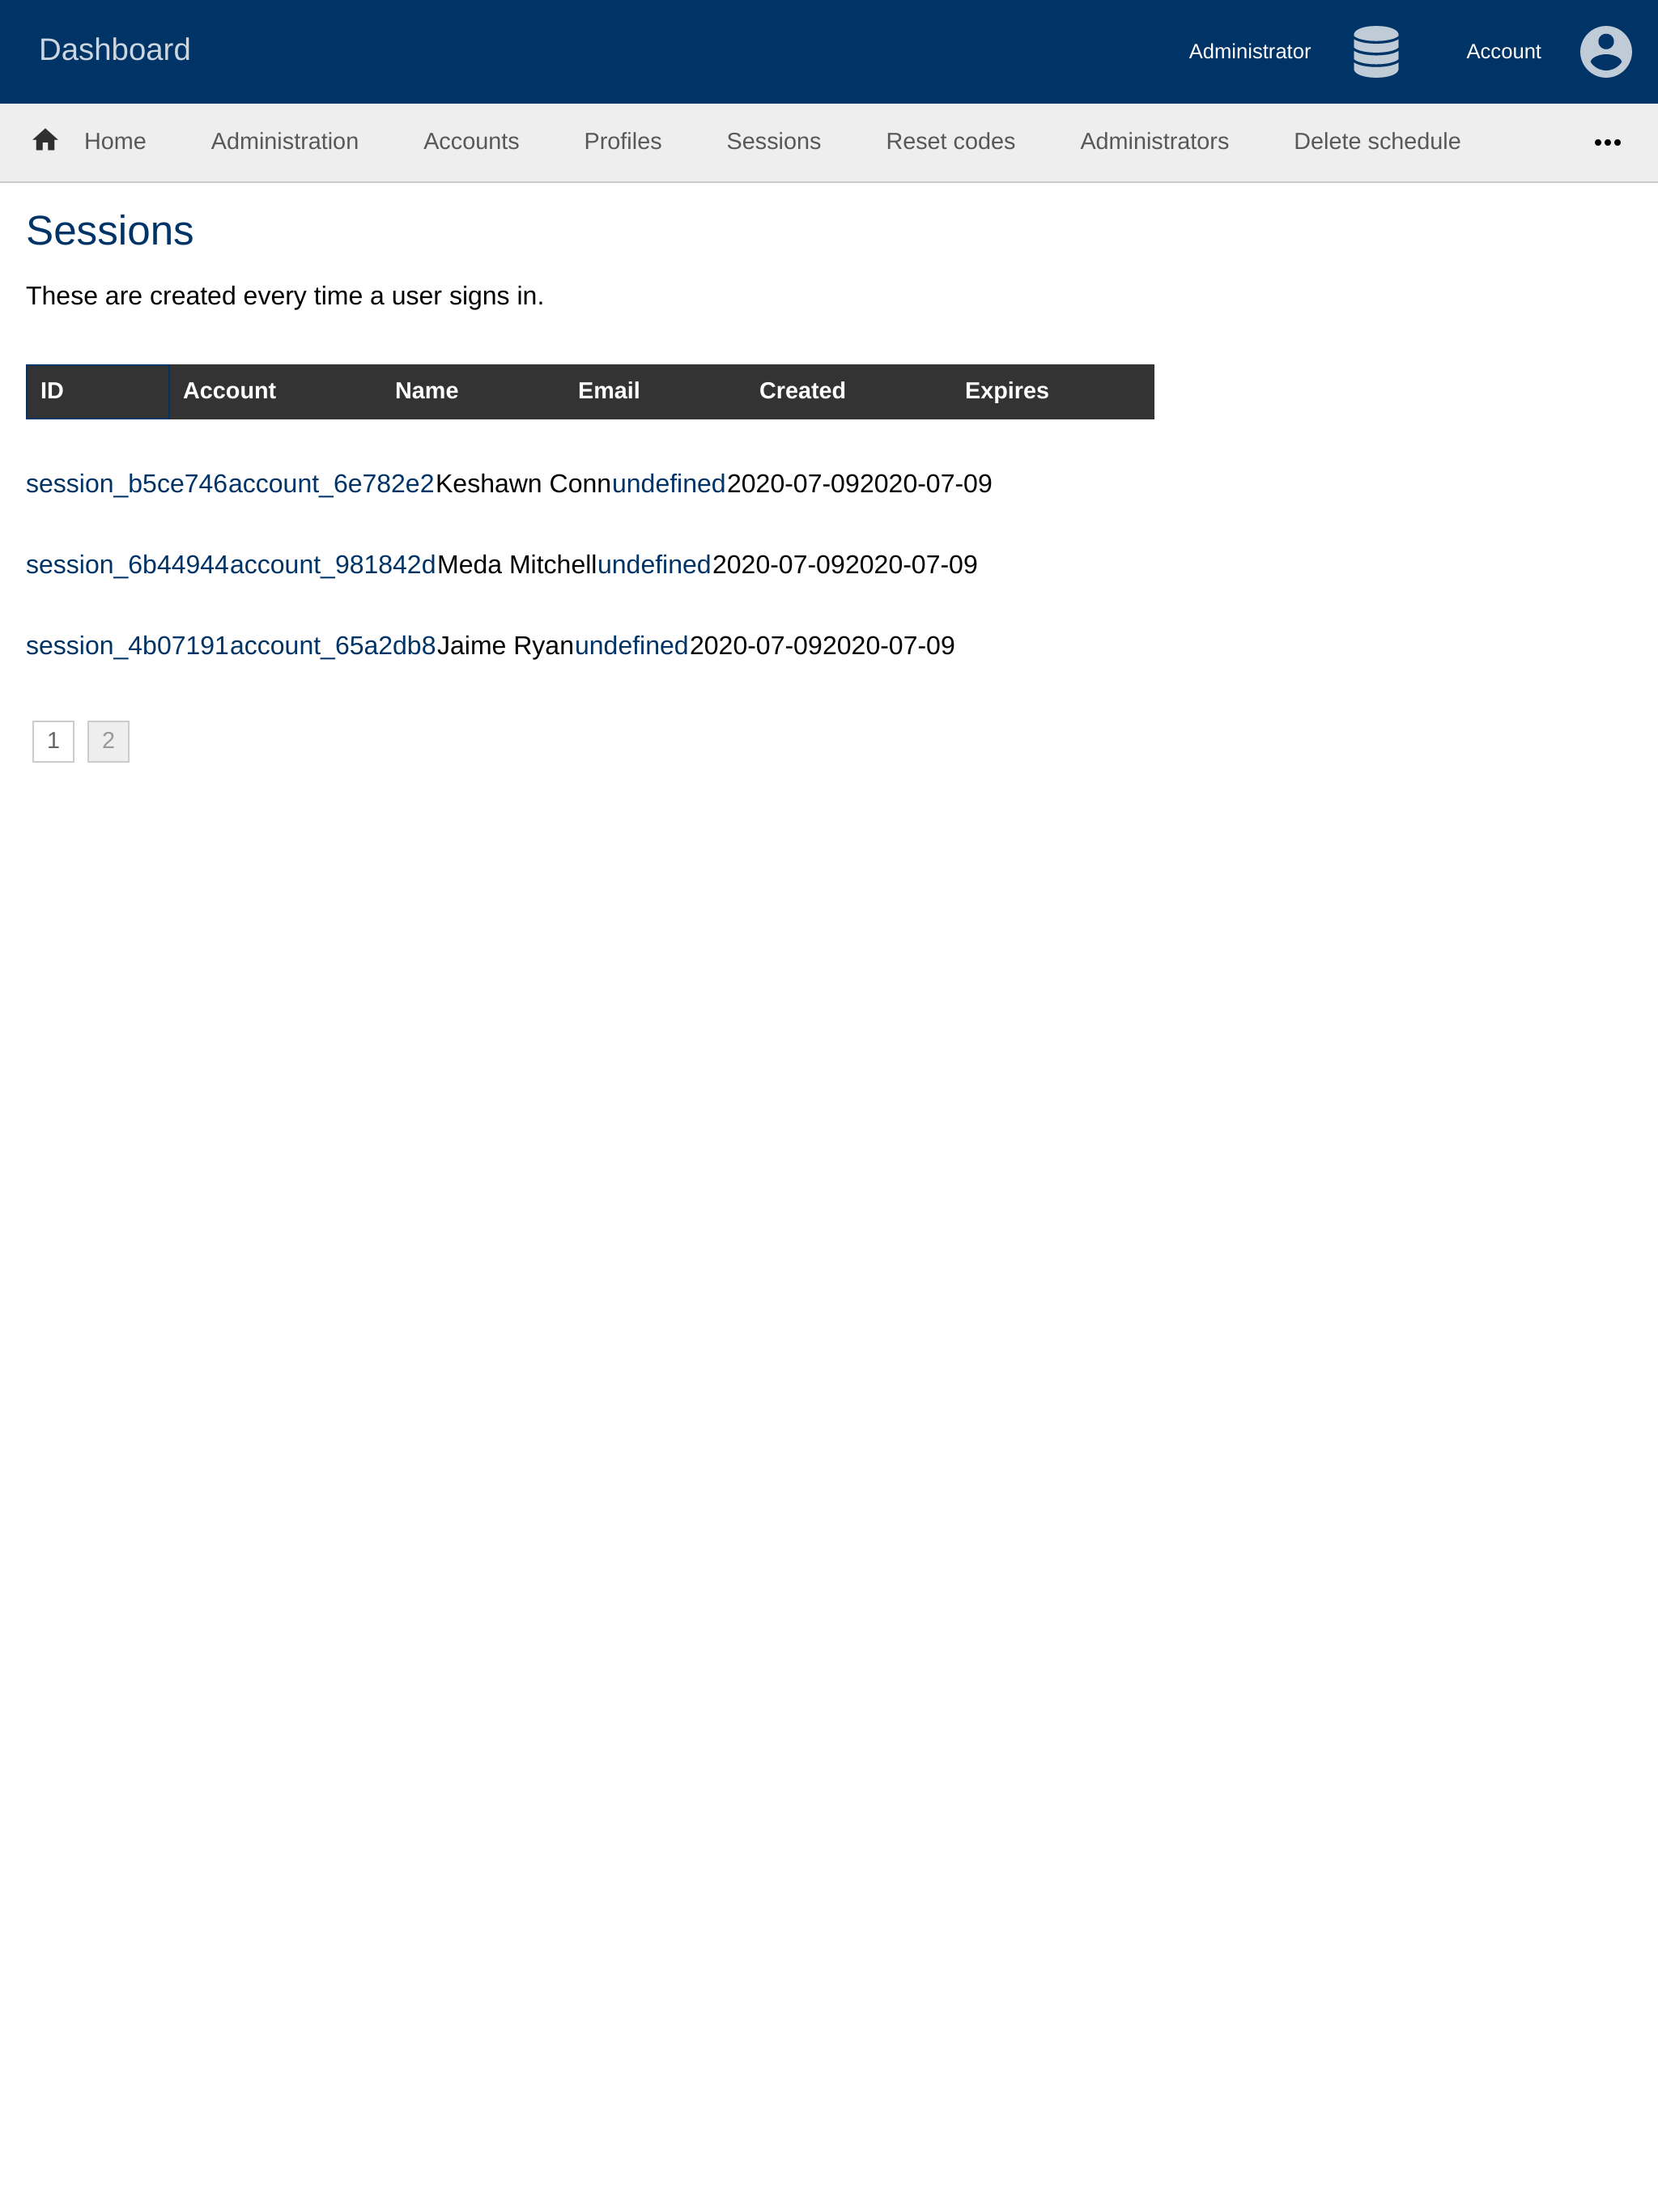 Dashboard
Administrator
Account
Home Administration Accounts Profiles Sessions Reset codes Administrators Delete schedule
Sessions
These are created every time a user signs in.
ID Account Name Email Created Expires
session_b5ce746account_6e782e2Keshawn Connundefined2020-07-092020-07-09
session_6b44944account_981842dMeda Mitchellundefined2020-07-092020-07-09
session_4b07191account_65a2db8Jaime Ryanundefined2020-07-092020-07-09
1 2